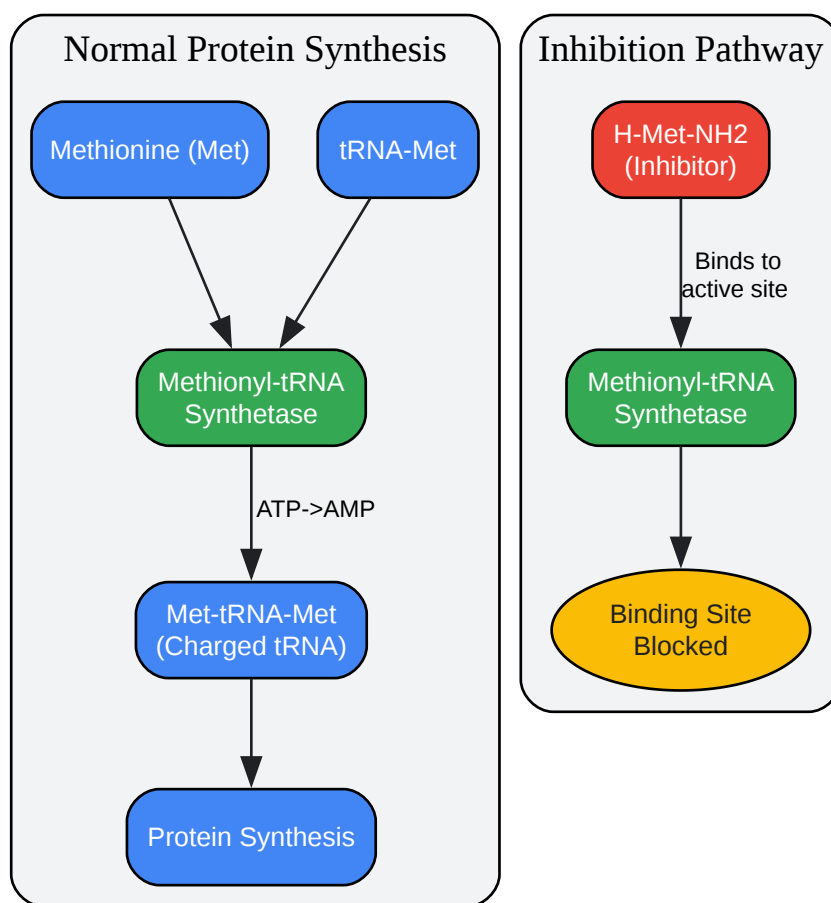 Normal Protein Synthesis
Methionine (Met)
tRNA-Met
Methionyl-tRNA
Synthetase
ATP->AMP
Met-tRNA-Met
(Charged tRNA)
Protein Synthesis
Inhibition Pathway
H-Met-NH2
(Inhibitor)
Binds to
active site
Methionyl-tRNA
Synthetase
Binding Site
Blocked